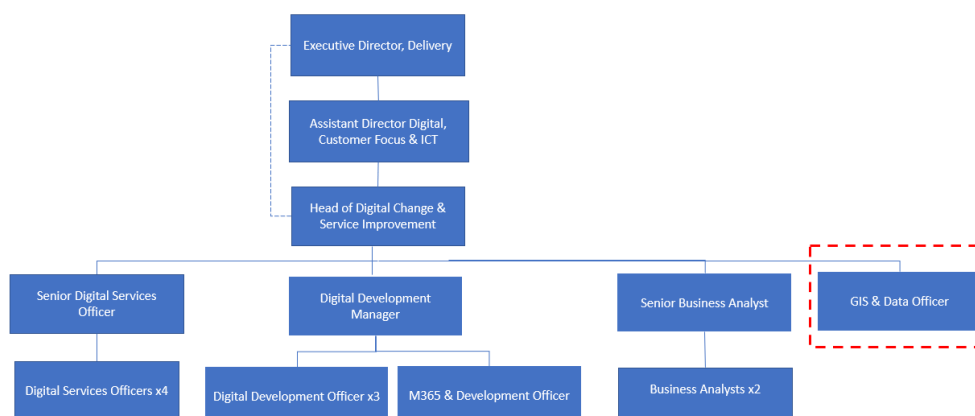 Executive Director, Delivery
Assistant Director Digital,
Customer Focus & ICT
Head of Digital Change &
Service Improvement
Senior Digital Services
Officer
Digital Development
Manager
Senior Business Analyst
GIS & Data Officer
Digital Services Officers x4
Digital Development Officer x3
M365 & Development Officer
Business Analysts x2